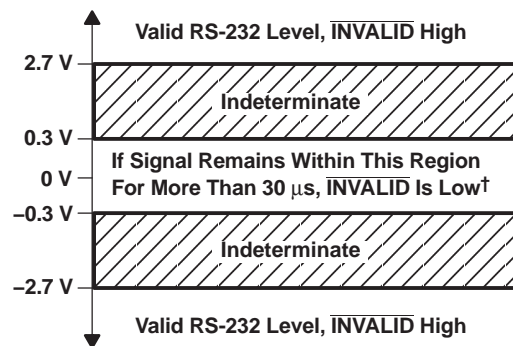 Valid RS-232 Level, INVALID High
2.7 V
Indeterminate
0.3 V
If Signal Remains Within This Region
0 V
For More Than 30 μs, INVALID Is Low†
–0.3 V
Indeterminate
–2.7 V
Valid RS-232 Level, INVALID High